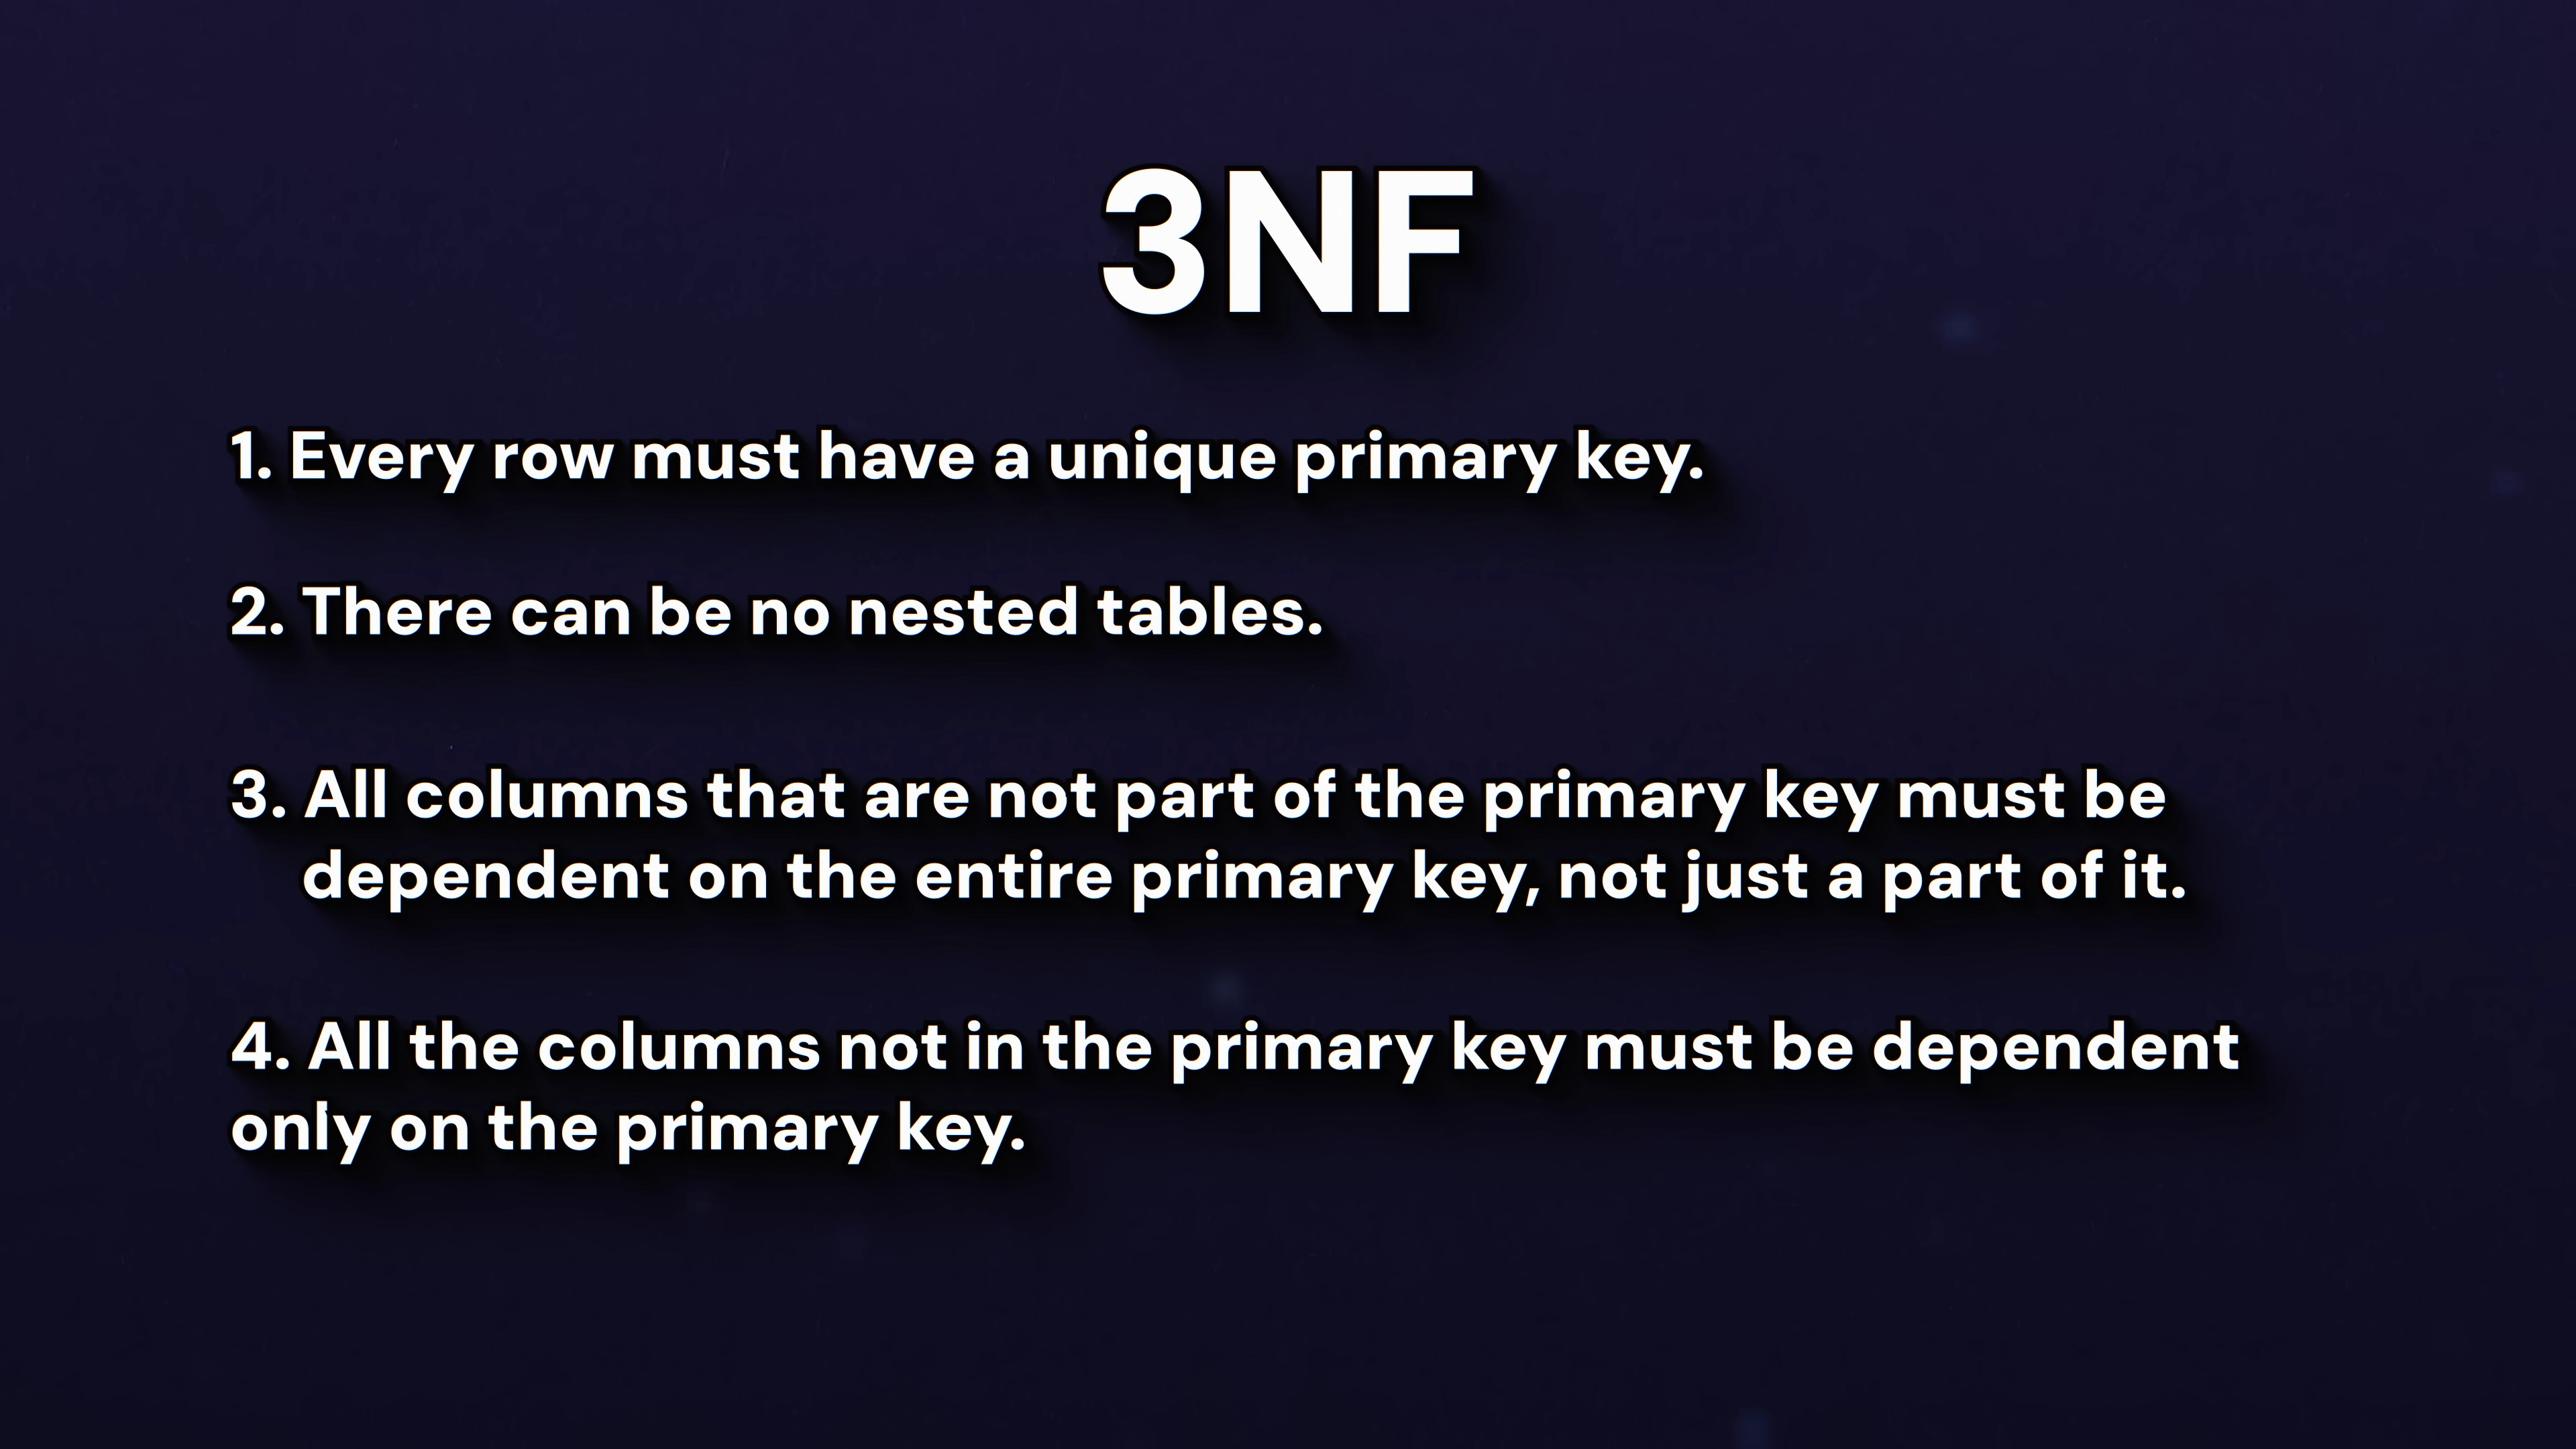 3NF
1. Every row must have a unique primary key.
2. There can be no nested tables.
3. All columns that are not part of the primary key must be
dependent on the entire primary key, not just a part of it.
4. All the columns not in the primary key must be dependent
only on the primary key.